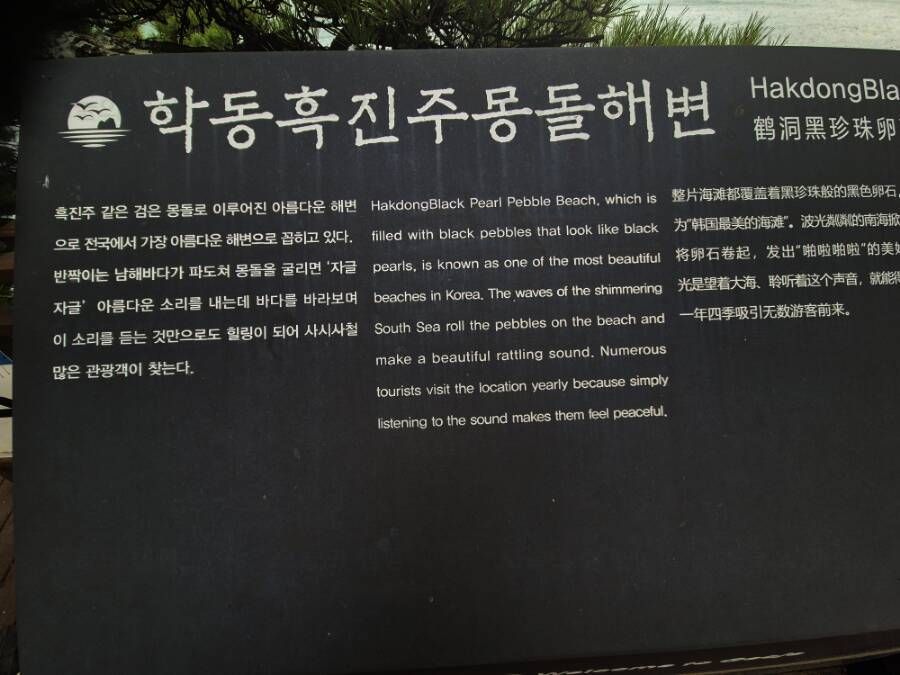 학동흑진주몽돌해변
HakdongBla
鹤洞黑珍珠卵
흑진주 같은 검은 몽돌로 이루어진 아름다운 해변
으로 전국에서 가장 아름다운 해변으로 꼽히고 있다.
반짝이는 남해바다가 파도쳐 몽돌을 굴리면 '자글
자글' 아름다운 소리를 내는데 바다를 바라보며
이 소리를 듣는 것만으로도 힐링이 되어 사시사철
많은 관광객이 찾는다.
HakdongBlack Pearl Pebble Beach, which is
filled with black pebbles that look like black
pearls, is known as one of the most beautiful
beaches in Korea. The waves of the shimmering
South Sea roll the pebbles on the beach and
make a beautiful rattling sound. Numerous
tourists visit the location yearly because simply
listening to the sound makes them feel peaceful.
整片海滩都覆盖着黑珍珠般的黑色卵石,
为"韩国最美的海滩"。波光粼粼的南海欣
将卵石卷起，发出"啪啦啪啦"的美妙
光是望着大海、聆听着这个声音，就能得
一年四季吸引无数游客前来。
Welcome to